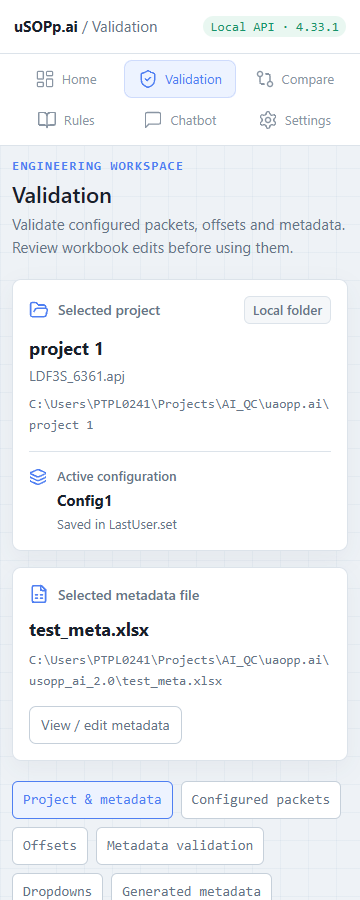 uSOPp.ai / Validation
Local API · 4.33.1
Home
Validation
Compare
Rules
Chatbot
Settings
ENGINEERING WORKSPACE
Validation
Validate configured packets, offsets and metadata.
Review workbook edits before using them.
Selected project
Local folder
project 1
LDF3S_6361.apj
C:\Users\PTPL0241\Projects\AI_QC\uaopp.ai\
project 1
Active configuration
Config1
Saved in LastUser.set
Selected metadata file
test_meta.xlsx
C:\Users\PTPL0241\Projects\AI_QC\uaopp.ai\
usopp_ai_2.0\test_meta.xlsx
View / edit metadata
Project & metadata
Configured packets
Offsets
Metadata validation
Dropdowns
Generated metadata